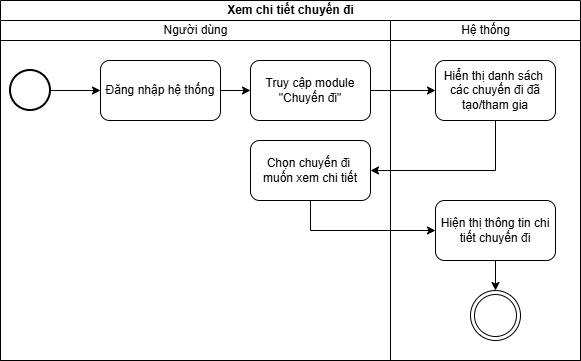 Xem chi tiết chuyến đi
Người dùng
Hệ thống
Đăng nhập hệ thống
Truy cập module
"Chuyến đi"
Hiển thị danh sách
các chuyến đi đã
tạo/tham gia
Chọn chuyến đi
muốn xem chi tiết
Hiện thị thông tin chi
tiết chuyến đi